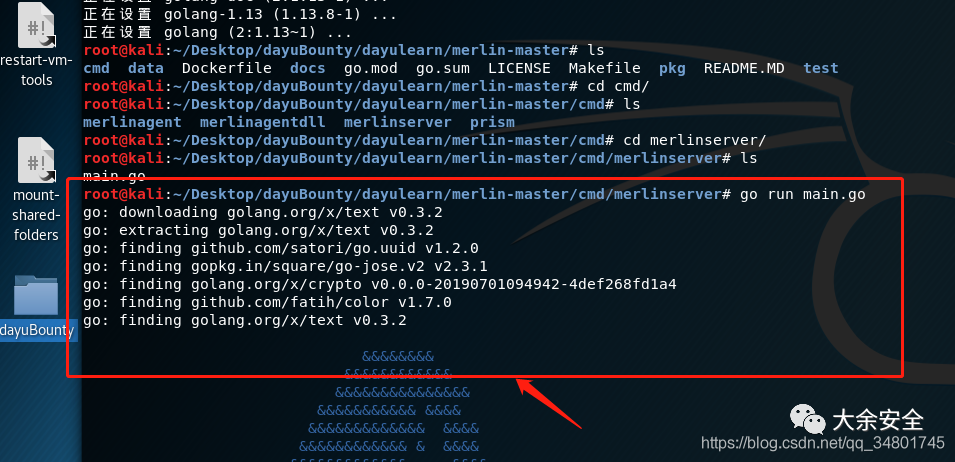 正在设置 golang-1.13 (1.13.8-1) ...
正在设置 golang (2:1.13~1) ...
root@kali:~/Desktop/dayuBounty/dayulearn/merlin-master# ls
cmd data Dockerfile docs go.mod go.sum LICENSE Makefile pkg README.MD test
root@kali:~/Desktop/dayuBounty/dayulearn/merlin-master# cd cmd/
root@kali:~/Desktop/dayuBounty/dayulearn/merlin-master/cmd# ls
merlinagent merlinagentdll merlinserver prism
root@kali:~/Desktop/dayuBounty/dayulearn/merlin-master/cmd# cd merlinserver/
root@kali:~/Desktop/dayuBounty/dayulearn/merlin-master/cmd/merlinserver# ls
main.go
root@kali:~/Desktop/dayuBounty/dayulearn/merlin-master/cmd/merlinserver# go run main.go
go: downloading golang.org/x/text v0.3.2
go: extracting golang.org/x/text v0.3.2
go: finding github.com/satori/go.uuid v1.2.0
go: finding gopkg.in/square/go-jose.v2 v2.3.1
go: finding golang.org/x/crypto v0.0.0-20190701094942-4def268fd1a4
go: finding github.com/fatih/color v1.7.0
go: finding golang.org/x/text v0.3.2
&&&&&&&&
&&&&&&&&&&&&
&&&&&&&&&&&&&&&
&&&&&&&&&&& &&&&
&&&&&&&&&&&&&  &&&&
&&&&&&&&&&&& &  &&&&
#!
restart-vm-
tools
#!
mount-
shared-
folders
dayuBounty
大余安全
https://blog.csdn.net/qq_34801745